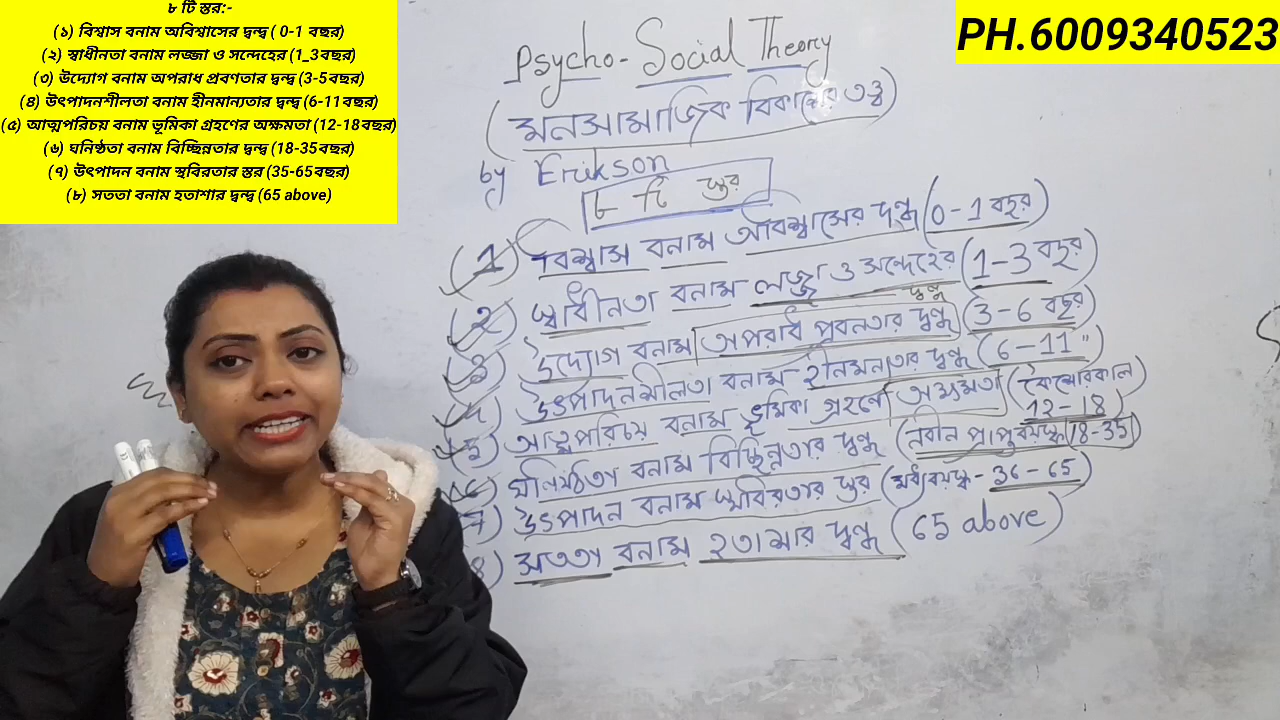 ৮ টি স্তর:-
(১) বিশ্বাস বনাম অবিশ্বাসের দ্বন্দ্ব ( 0-1 বছর)
(২) স্বাধীনতা বনাম লজ্জা ও সন্দেহের (1_3বছর)
(৩) উদ্যোগ বনাম অপরাধ প্রবণতার দ্বন্দ্ব (3-5বছর)
(৪) উৎপাদনশীলতা বনাম হীনমান্যতার দ্বন্দ্ব (6-11বছর)
(৫) আত্মপরিচয় বনাম ভূমিকা গ্রহণের অক্ষমতা (12-18বছর)
(৬) ঘনিষ্ঠতা বনাম বিচ্ছিন্নতার দ্বন্দ্ব (18-35বছর)
(৭) উৎপাদন বনাম স্থবিরতার স্তর (35-65বছর)
(৮) সততা বনাম হতাশার দ্বন্দ্ব (65 above)
PH.6009340523
Psycho-Social Theory
(মনসামাজিক বিকাশের তত্ত্ব)
by Erikson
৮ টি স্তর
(1) বিশ্বাস বনাম অবিশ্বাসের দ্বন্দ্ব (0-1 বছর)
(2) স্বাধীনতা বনাম লজ্জা ও সন্দেহের দ্বন্দ্ব (1-3 বছর)
(3) উদ্যোগ বনাম অপরাধ প্রবনতার দ্বন্দ্ব (3-6 বছর)
(4) উৎপাদনশীলতা বনাম হীনমন্যতার দ্বন্দ্ব (6-11 ")
(5) আত্মপরিচয় বনাম ভূমিকা গ্রহণে অক্ষমতা (কৈশোরকাল 12-18)
(6) ঘনিষ্ঠতা বনাম বিচ্ছিন্নতার দ্বন্দ্ব (নবীন প্রাপ্তবয়স্ক 18-35)
7) উৎপাদন বনাম স্থবিরতার স্তর (মধ্যবয়স্ক - 36-65)
8) সততা বনাম হতাশার দ্বন্দ্ব (65 above)